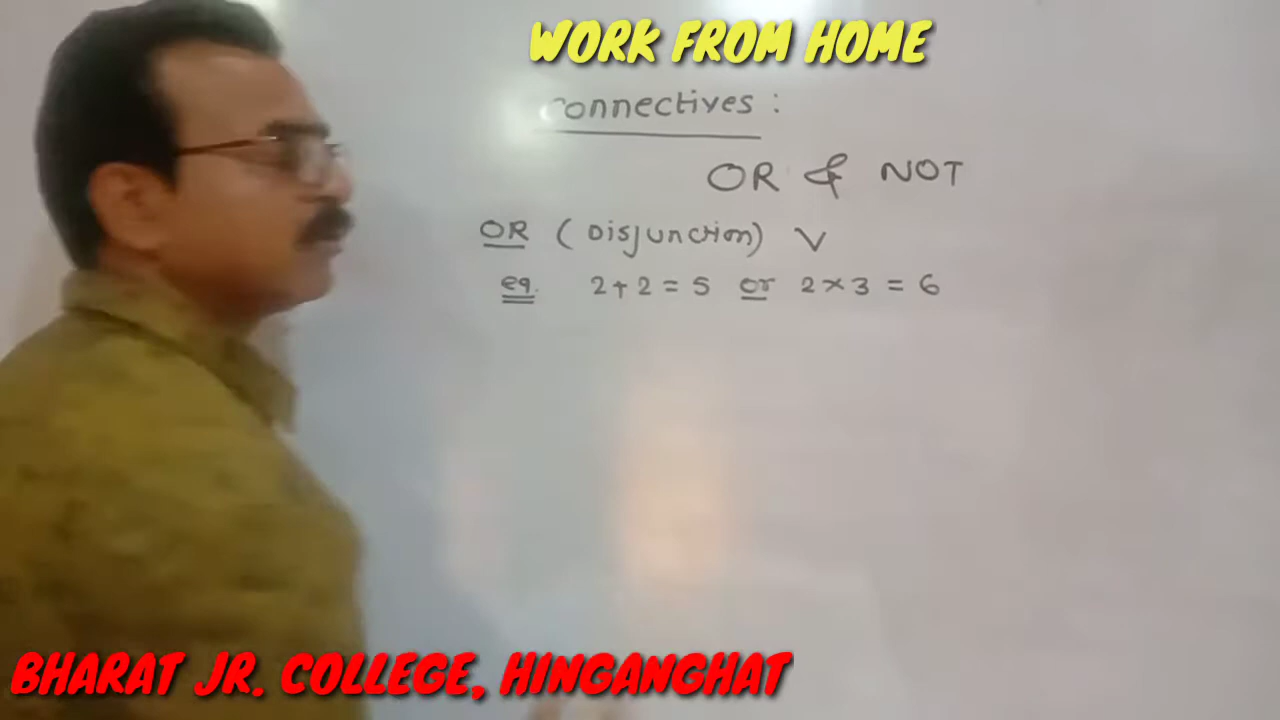 WORK FROM HOME
Connectives :
OR & NOT
OR ( Disjunction) ∨
eg. 2+2=5 or 2×3=6
BHARAT JR. COLLEGE, HINGANGHAT